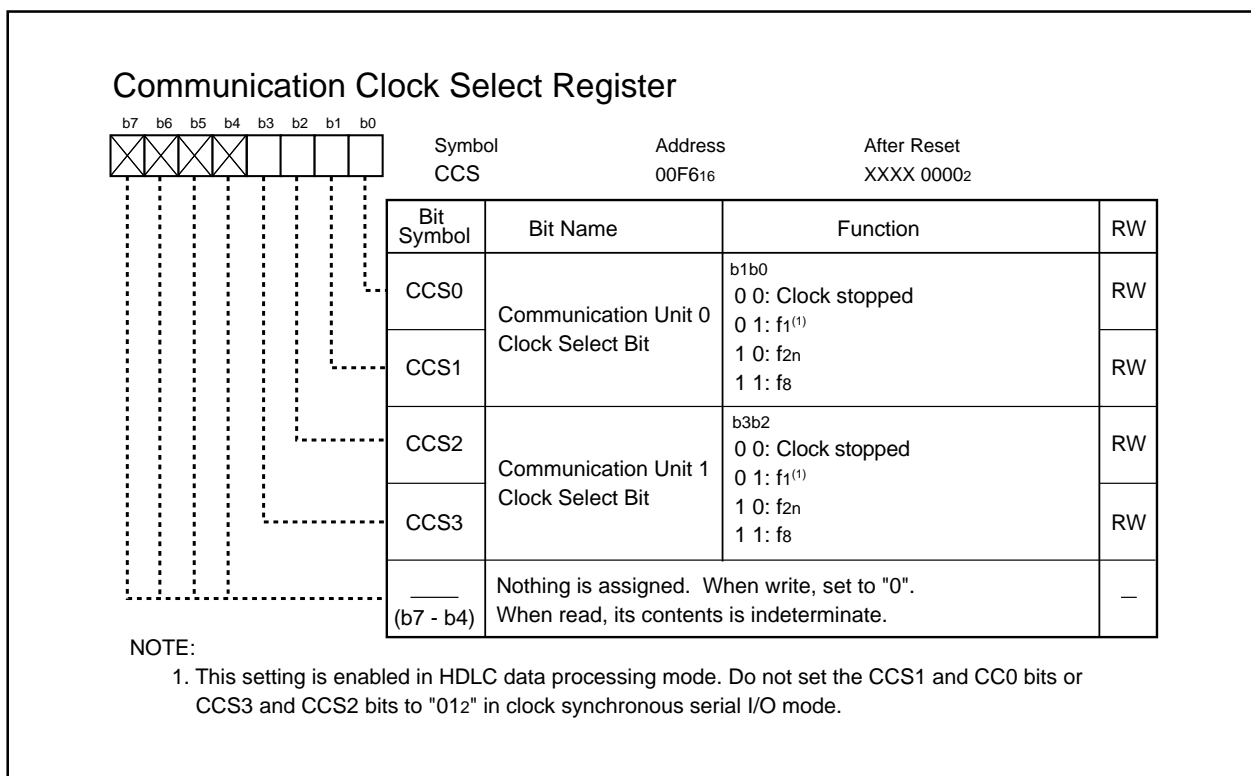 Communication Clock Select Register
b7 b6 b5 b4 b3 b2 b1 b0
Symbol Address After Reset
CCS 00F616 XXXX 00002
Bit Symbol Bit Name Function RW
CCS0 RW
Communication Unit 0
Clock Select Bit
b1b0
0 0: Clock stopped
0 1: f1(1)
1 0: f2n
1 1: f8
CCS1 RW
CCS2 RW
Communication Unit 1
Clock Select Bit
b3b2
0 0: Clock stopped
0 1: f1(1)
1 0: f2n
1 1: f8
CCS3 RW
(b7 - b4)
Nothing is assigned. When write, set to "0".
When read, its contents is indeterminate.
NOTE:
1. This setting is enabled in HDLC data processing mode. Do not set the CCS1 and CC0 bits or
CCS3 and CCS2 bits to "012" in clock synchronous serial I/O mode.